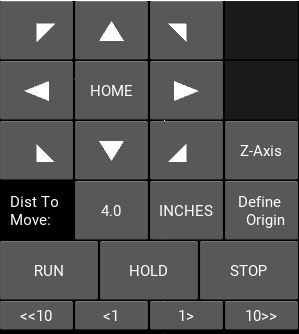 HOME
Z-Axis
Dist To
Move:
4.0
INCHES
Define
Origin
RUN
HOLD
STOP
<<10
<1
1>
10>>